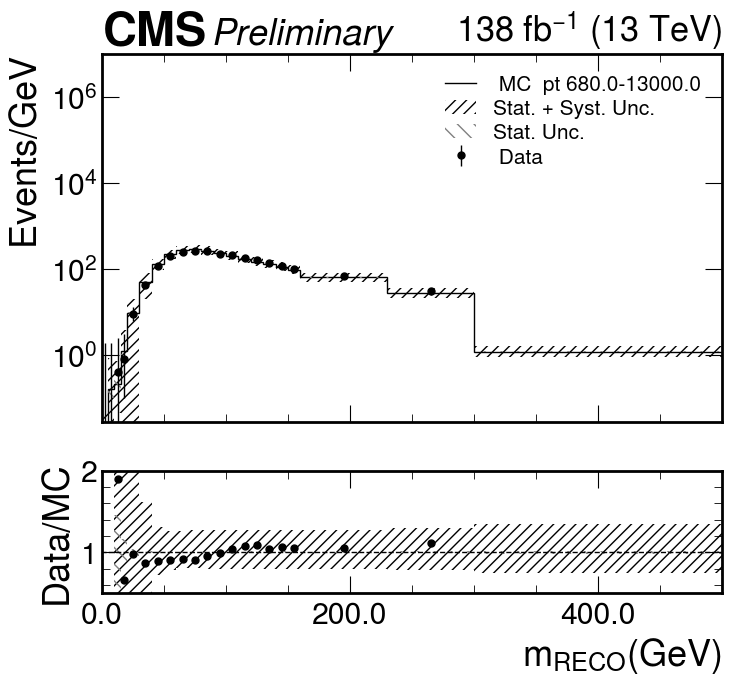 CMS Preliminary 138 fb⁻¹ (13 TeV)
Events/GeV
10⁶
10⁴
10²
10⁰
MC pt 680.0-13000.0
Stat. + Syst. Unc.
Stat. Unc.
Data
Data/MC
2
1
0.0 200.0 400.0
m_RECO(GeV)